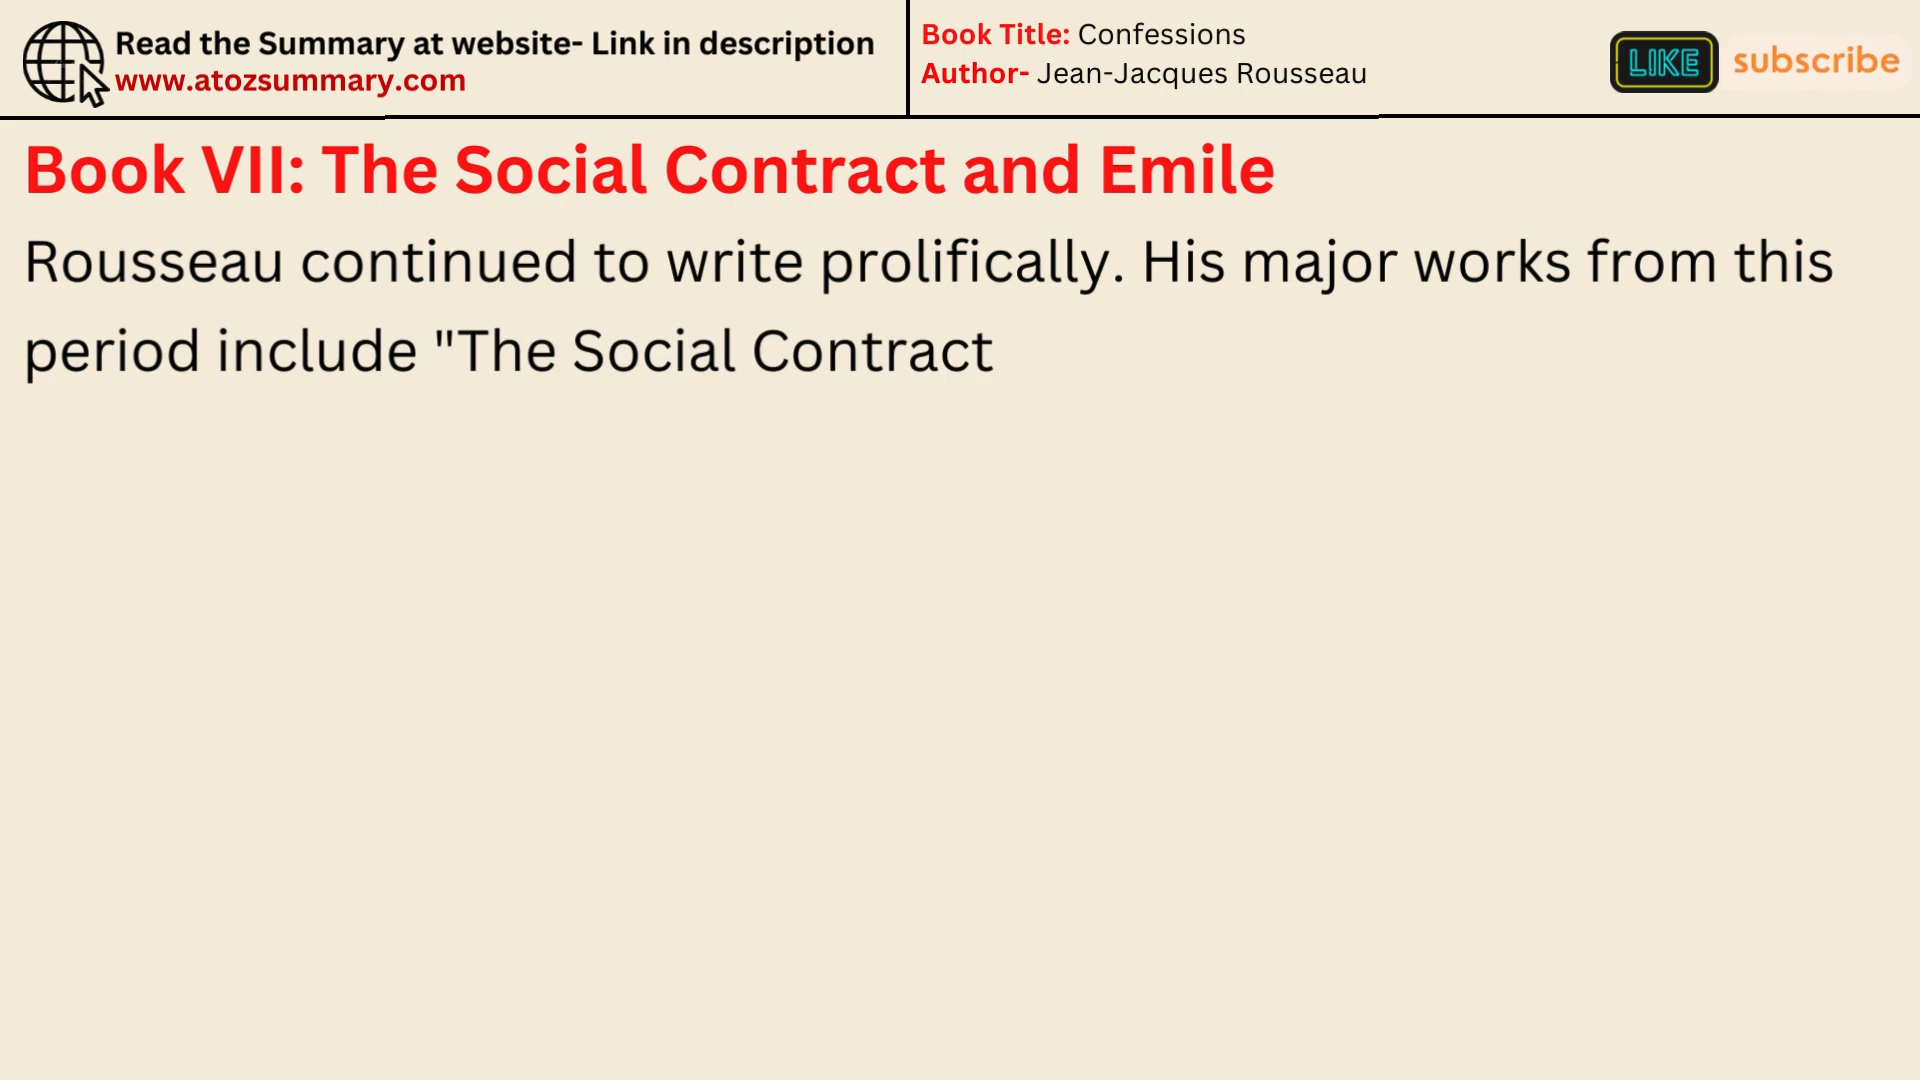 Read the Summary at website- Link in description
www.atozsummary.com
Book Title: Confessions
Author- Jean-Jacques Rousseau
LIKE
subscribe
Book VII: The Social Contract and Emile
Rousseau continued to write prolifically. His major works from this
period include "The Social Contract